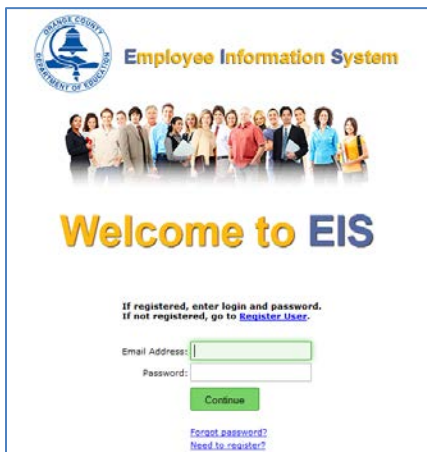 ORANGE COUNTY
DEPARTMENT OF EDUCATION
Employee Information System
Welcome to EIS
If registered, enter login and password.
If not registered, go to Register User.
Email Address:
Password:
Continue
Forgot password?
Need to register?